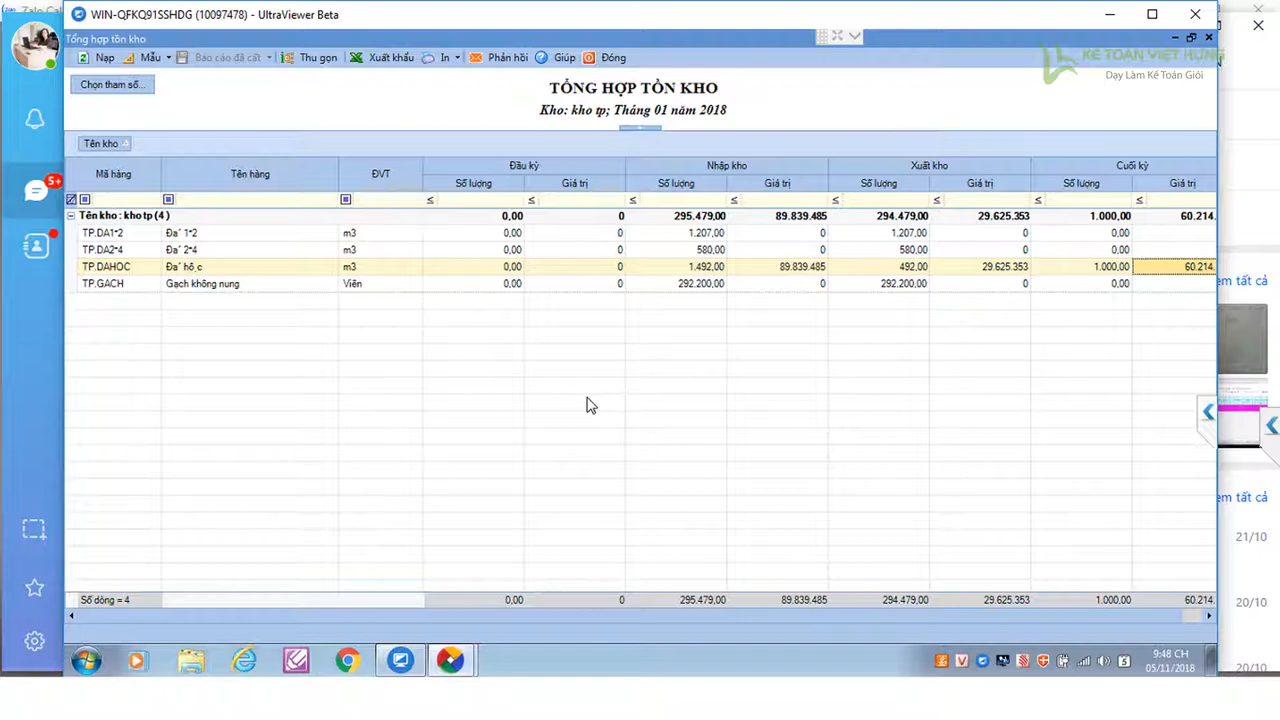 Zalo
WIN-QFKQ91SSHDG (10097478) - UltraViewer Beta
Tổng hợp tồn kho
Nạp Mẫu Báo cáo đã cất Thu gọn Xuất khẩu In Phản hồi Giúp Đóng
KẾ TOÁN VIỆT HƯNG
Dạy Làm Kế Toán Giỏi
Chọn tham số...
TỔNG HỢP TỒN KHO
Kho: kho tp; Tháng 01 năm 2018
Tên kho
Mã hàng Tên hàng ĐVT Đầu kỳ Nhập kho Xuất kho Cuối kỳ
Số lượng Giá trị Số lượng Giá trị Số lượng Giá trị Số lượng Giá trị
≤ ≤ ≤ ≤ ≤ ≤ ≤ ≤
Tên kho : kho tp (4 ) 0,00 0 295.479,00 89.839.485 294.479,00 29.625.353 1.000,00 60.214.
TP.DA1*2 Đa´ 1*2 m3 0,00 0 1.207,00 0 1.207,00 0 0,00
TP.DA2*4 Đa´ 2*4 m3 0,00 0 580,00 0 580,00 0 0,00
TP.DAHOC Đa´ hô¸c m3 0,00 0 1.492,00 89.839.485 492,00 29.625.353 1.000,00 60.214.
TP.GACH Gạch không nung Viên 0,00 0 292.200,00 0 292.200,00 0 0,00
Số dòng = 4 0,00 0 295.479,00 89.839.485 294.479,00 29.625.353 1.000,00 60.214.
5+
em tất cả
em tất cả
21/10
20/10
20/10
9:48 CH
05/11/2018